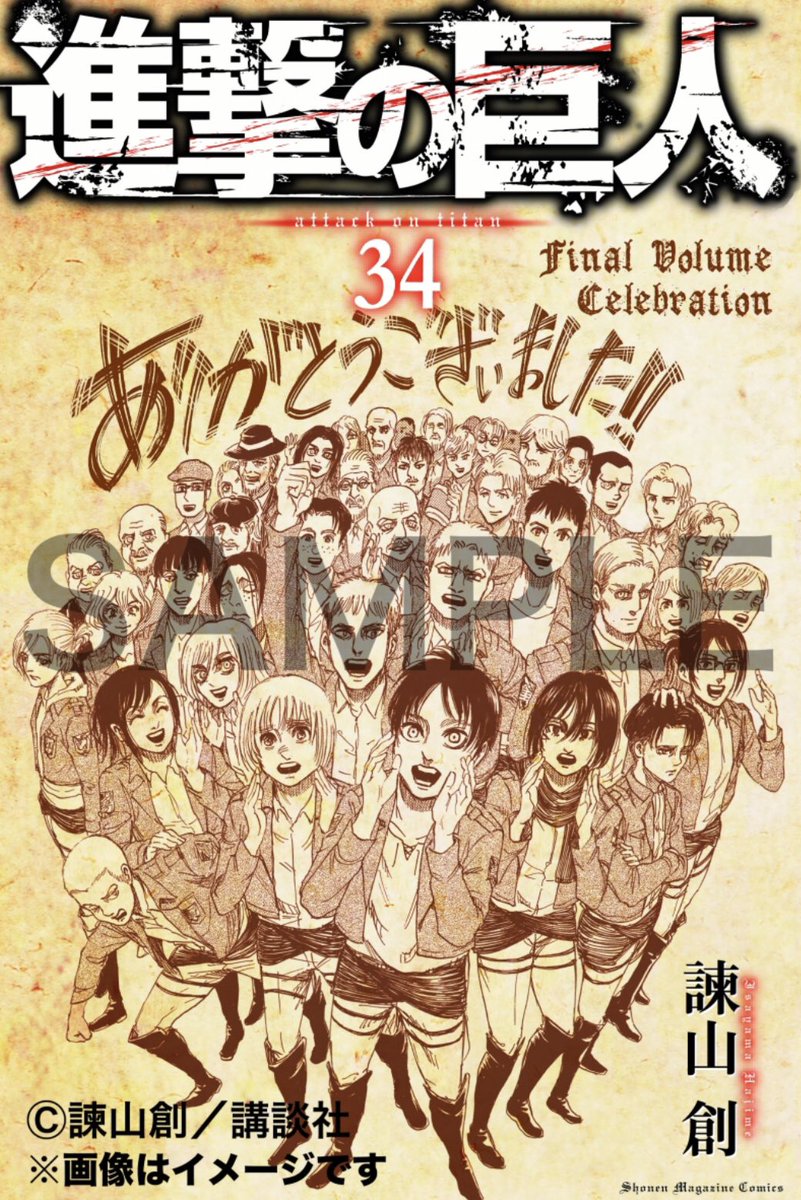 進撃の巨人
attack on titan
34
Final Volume
Celebration
ありがとうございました!!
SAMPLE
諫山 創
Isayama Hajime
©諫山創／講談社
※画像はイメージです
Shonen Magazine Comics